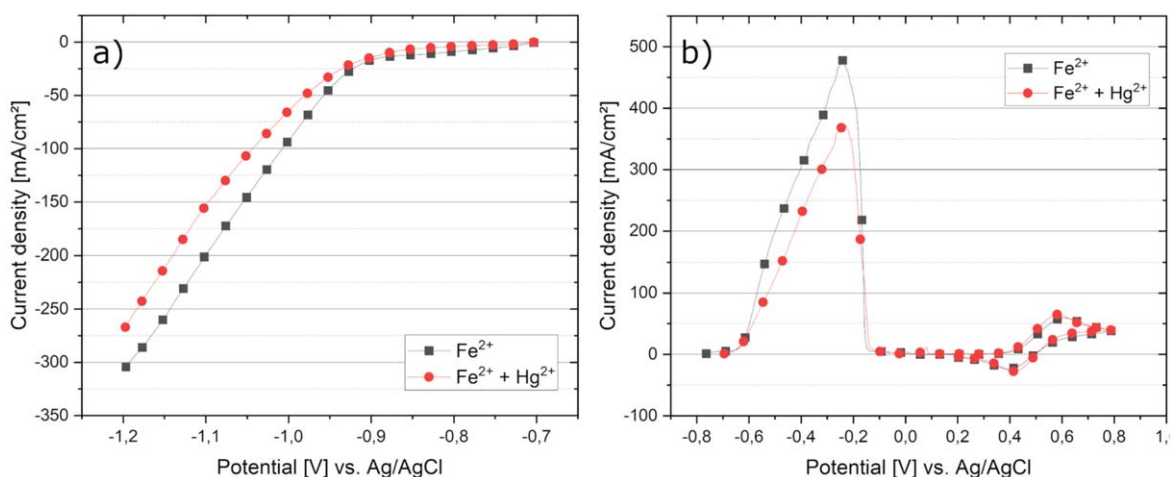 a)
Current density [mA/cm²]
0
-50
-100
-150
-200
-250
-300
-350
Fe²⁺
Fe²⁺ + Hg²⁺
-1,2 -1,1 -1,0 -0,9 -0,8 -0,7
Potential [V] vs. Ag/AgCl
b)
Current density [mA/cm²]
500
400
300
200
100
0
-100
Fe²⁺
Fe²⁺ + Hg²⁺
-0,8 -0,6 -0,4 -0,2 0,0 0,2 0,4 0,6 0,8 1,0
Potential [V] vs. Ag/AgCl